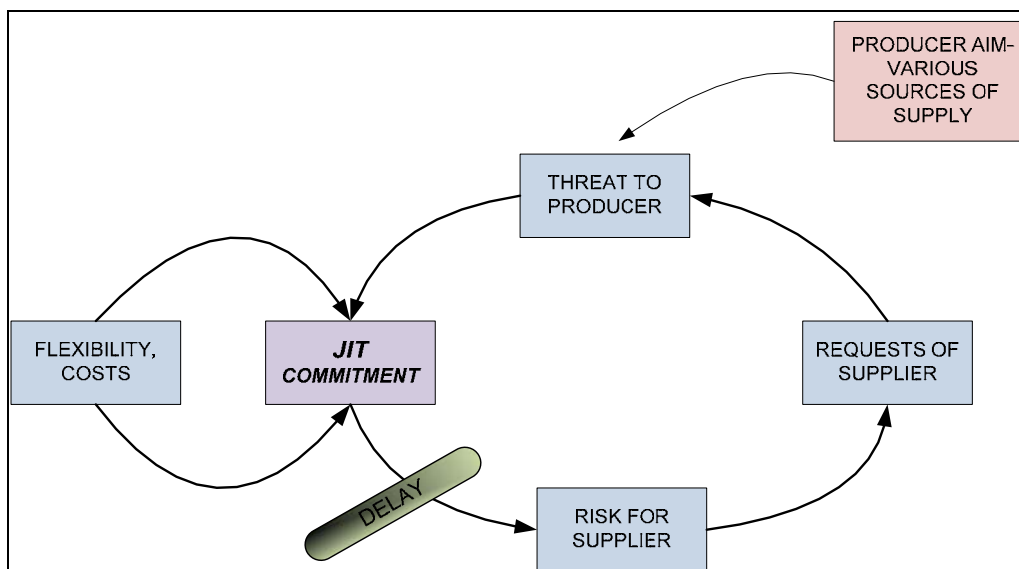 PRODUCER AIM-
VARIOUS
SOURCES OF
SUPPLY
THREAT TO
PRODUCER
FLEXIBILITY,
COSTS
JIT
COMMITMENT
REQUESTS OF
SUPPLIER
DELAY
RISK FOR
SUPPLIER